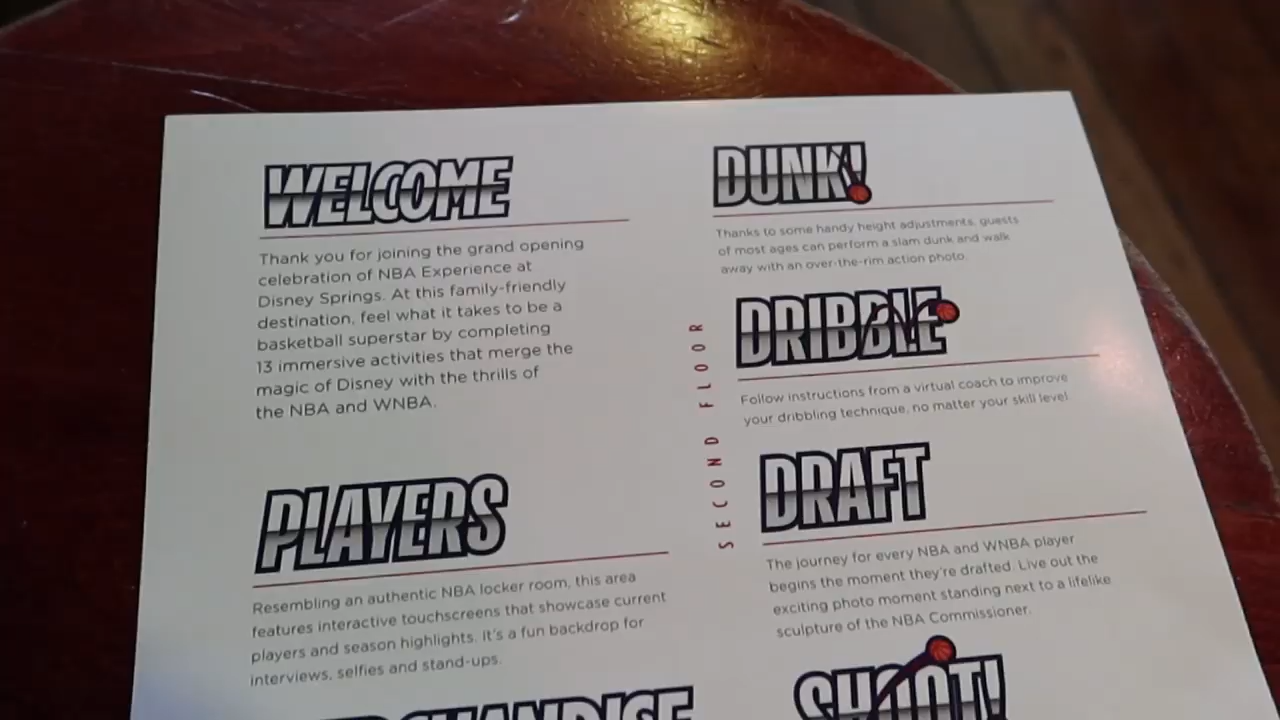 WELCOME
Thank you for joining the grand opening
celebration of NBA Experience at
Disney Springs. At this family-friendly
destination, feel what it takes to be a
basketball superstar by completing
13 immersive activities that merge the
magic of Disney with the thrills of
the NBA and WNBA.
PLAYERS
Resembling an authentic NBA locker room, this area
features interactive touchscreens that showcase current
players and season highlights. It's a fun backdrop for
interviews, selfies and stand-ups.
MERCHANDISE
SECOND FLOOR
DUNK!
Thanks to some handy height adjustments, guests
of most ages can perform a slam dunk and walk
away with an over-the-rim action photo.
DRIBBLE
Follow instructions from a virtual coach to improve
your dribbling technique, no matter your skill level.
DRAFT
The journey for every NBA and WNBA player
begins the moment they're drafted. Live out the
exciting photo moment standing next to a lifelike
sculpture of the NBA Commissioner.
SHOOT!